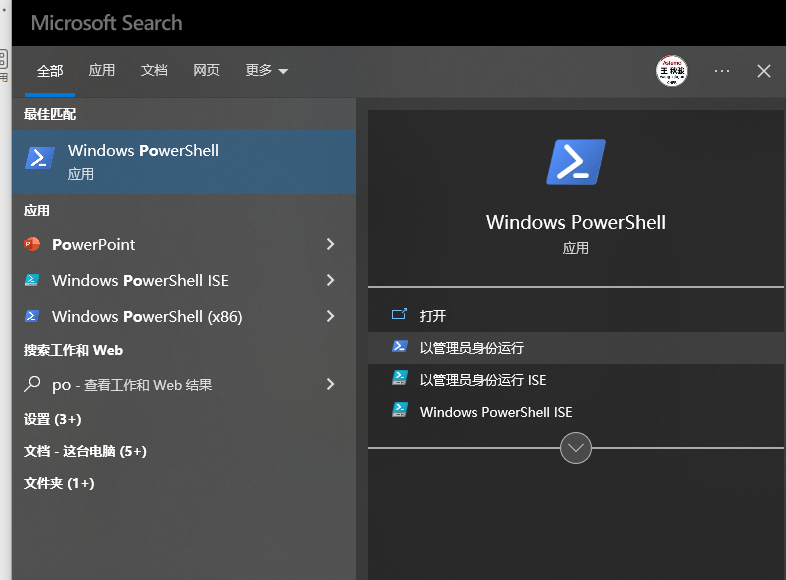 Microsoft Search
全部
应用
文档
网页
更多
最佳匹配
Windows PowerShell
应用
应用
PowerPoint
Windows PowerShell ISE
Windows PowerShell (x86)
搜索工作和 Web
po - 查看工作和 Web 结果
设置 (3+)
文档 - 这台电脑 (5+)
文件夹 (1+)
Windows PowerShell
应用
打开
以管理员身份运行
以管理员身份运行 ISE
Windows PowerShell ISE